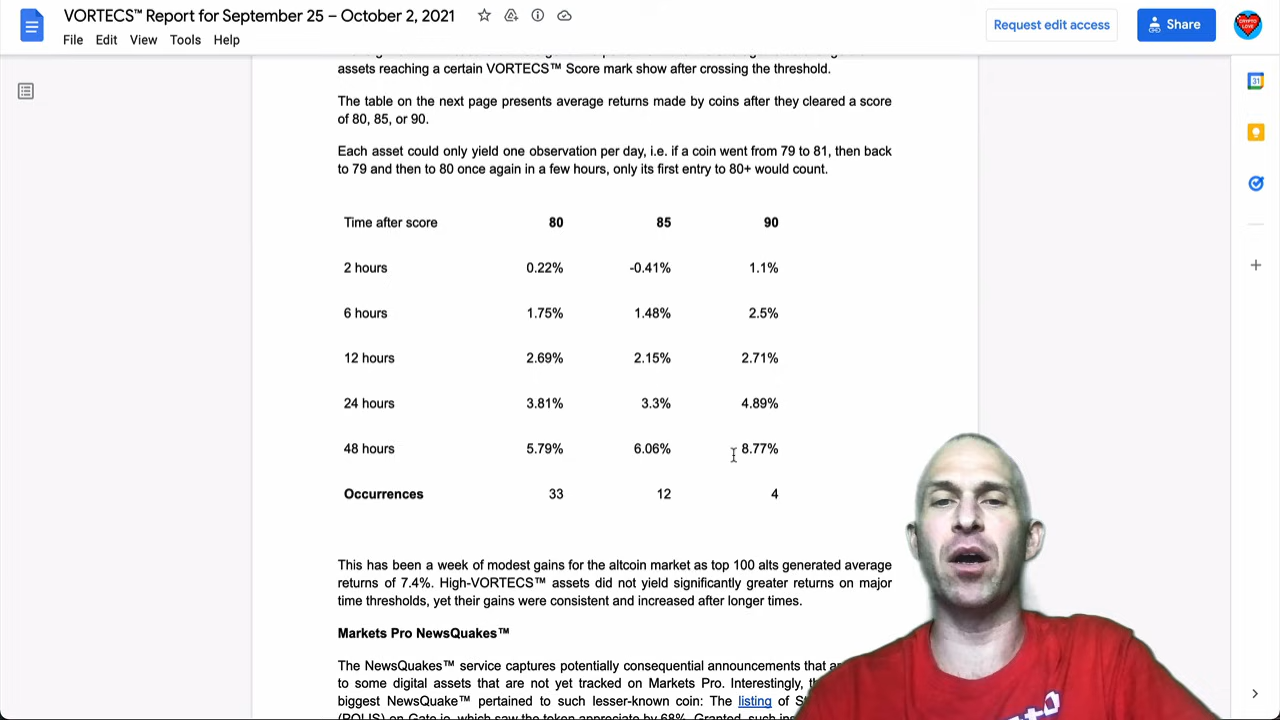 VORTECS™ Report for September 25 – October 2, 2021
File Edit View Tools Help
Request edit access
Share
assets reaching a certain VORTECS™ Score mark show after crossing the threshold.
The table on the next page presents average returns made by coins after they cleared a score
of 80, 85, or 90.
Each asset could only yield one observation per day, i.e. if a coin went from 79 to 81, then back
to 79 and then to 80 once again in a few hours, only its first entry to 80+ would count.
Time after score 80 85 90
2 hours 0.22% -0.41% 1.1%
6 hours 1.75% 1.48% 2.5%
12 hours 2.69% 2.15% 2.71%
24 hours 3.81% 3.3% 4.89%
48 hours 5.79% 6.06% 8.77%
Occurrences 33 12 4
This has been a week of modest gains for the altcoin market as top 100 alts generated average
returns of 7.4%. High-VORTECS™ assets did not yield significantly greater returns on major
time thresholds, yet their gains were consistent and increased after longer times.
Markets Pro NewsQuakes™
The NewsQuakes™ service captures potentially consequential announcements that
to some digital assets that are not yet tracked on Markets Pro. Interestingly,
biggest NewsQuake™ pertained to such lesser-known coin: The listing of
(POLIS) on Gate.io, which saw the token appreciate by 68%. Granted, such
31
CRYPTO
LOVE